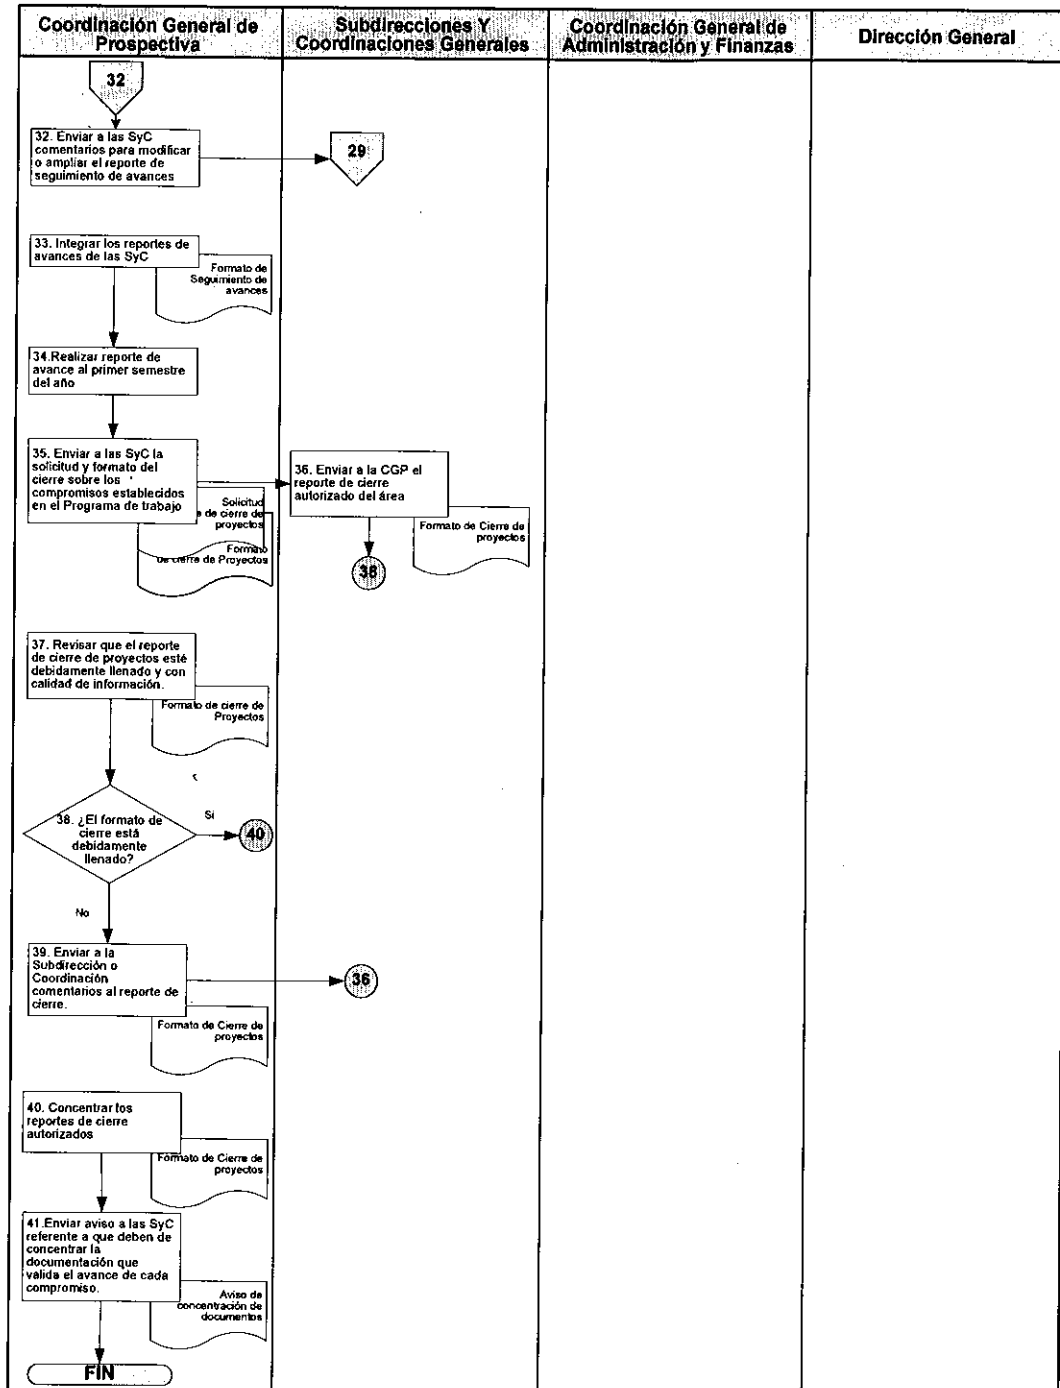 Coordinación General de
Prospectiva
Subdirecciones Y
Coordinaciones Generales
Coordinación General de
Administración y Finanzas
Dirección General
32
32. Enviar a las SyC
comentarios para modificar
o ampliar el reporte de
seguimiento de avances
29
33. Integrar los reportes de
avances de las SyC
Formato de
Seguimiento de
avances
34.Realizar reporte de
avance al primer semestre
del año
35. Enviar a las SyC la
solicitud y formato del
cierre sobre los
compromisos establecidos
en el Programa de trabajo
Solicitud
e de cierre de
proyectos
Formato
de cierre de Proyectos
36. Enviar a la CGP el
reporte de cierre
autorizado del área
Formato de Cierre de
proyectos
38
37. Revisar que el reporte
de cierre de proyectos esté
debidamente llenado y con
calidad de información.
Formato de cierre de
Proyectos
38. ¿El formato de
cierre está
debidamente
llenado?
Sí
40
No
39. Enviar a la
Subdirección o
Coordinación
comentarios al reporte de
cierre.
36
Formato de Cierre de
proyectos
40. Concentrar los
reportes de cierre
autorizados
Formato de Cierre de
proyectos
41.Enviar aviso a las SyC
referente a que deben de
concentrar la
documentación que
valida el avance de cada
compromiso.
Aviso de
concentración de
documentos
FIN